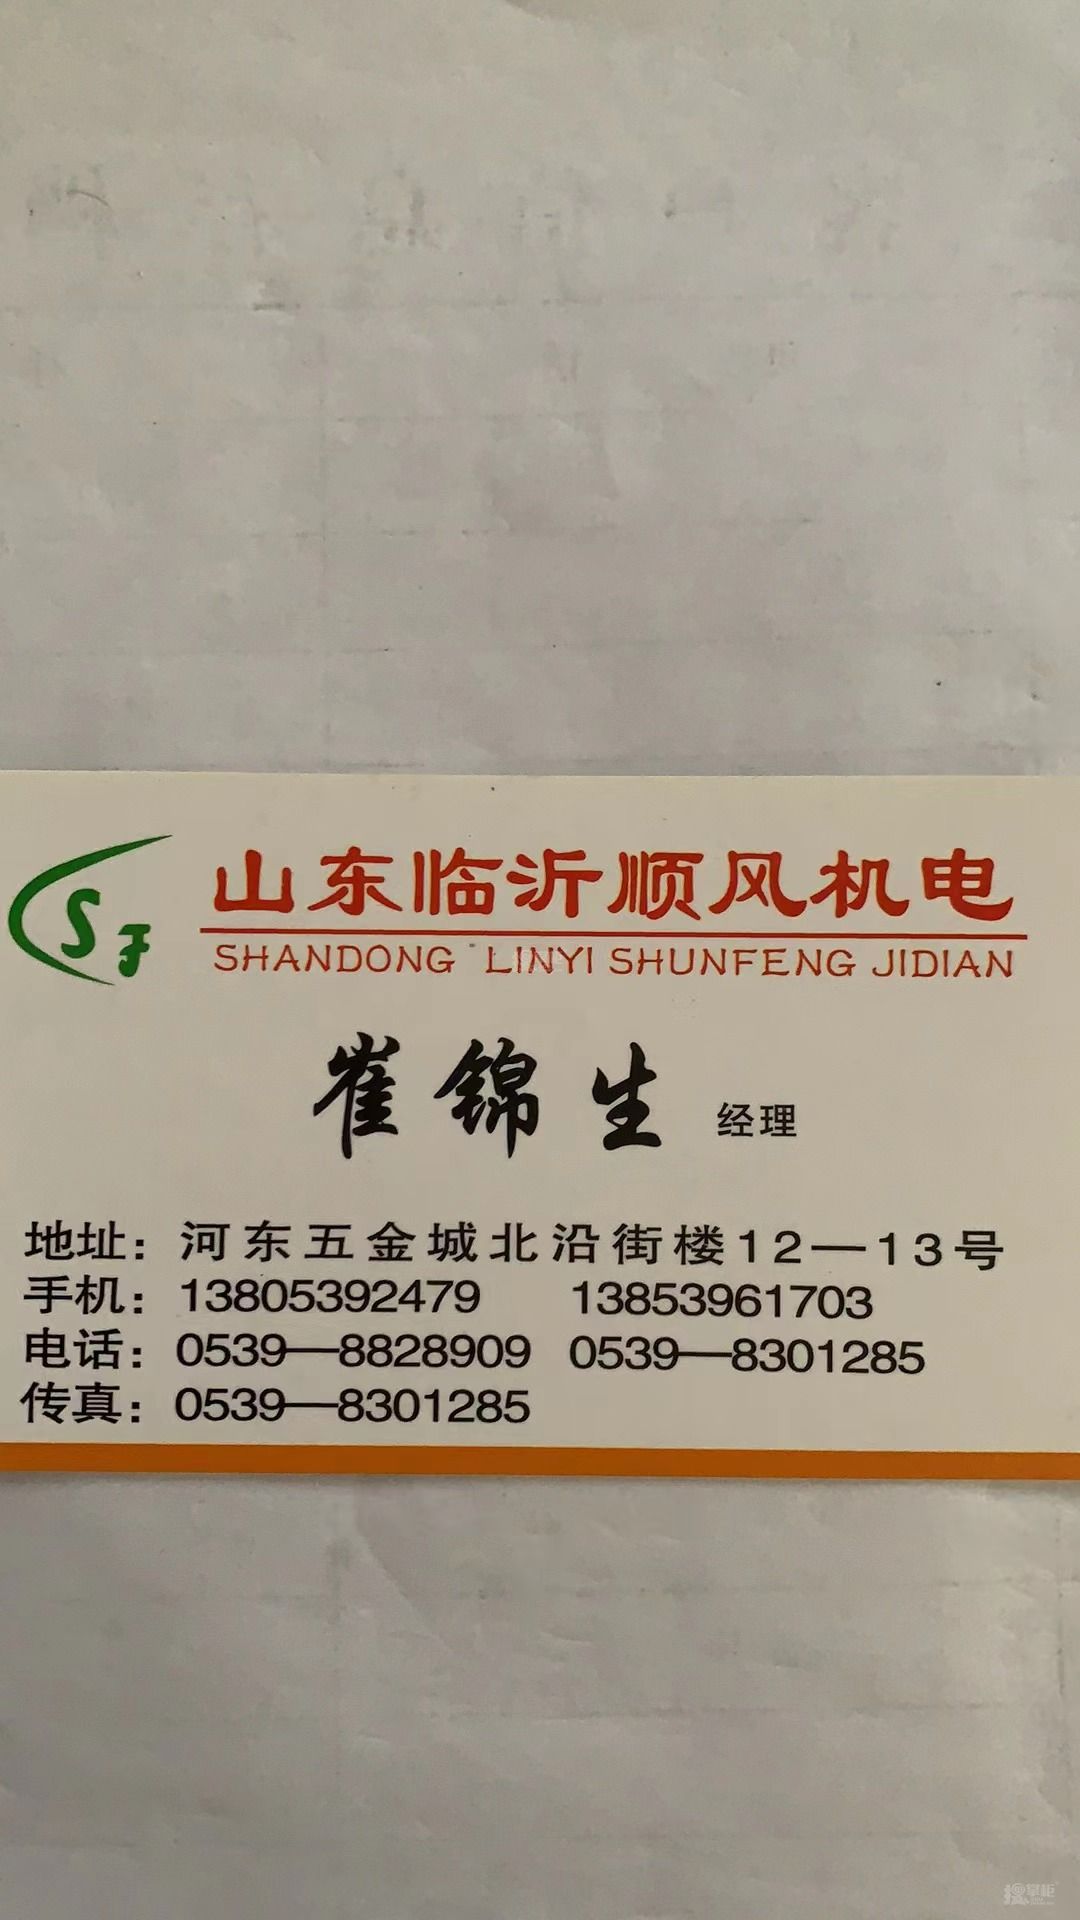 SF
山东临沂顺风机电
SHANDONG LINYI SHUNFENG JIDIAN
崔锦生 经理
地址：河东五金城北沿街楼12—13号
手机：13805392479 13853961703
电话：0539—8828909 0539—8301285
传真：0539—8301285
掌柜